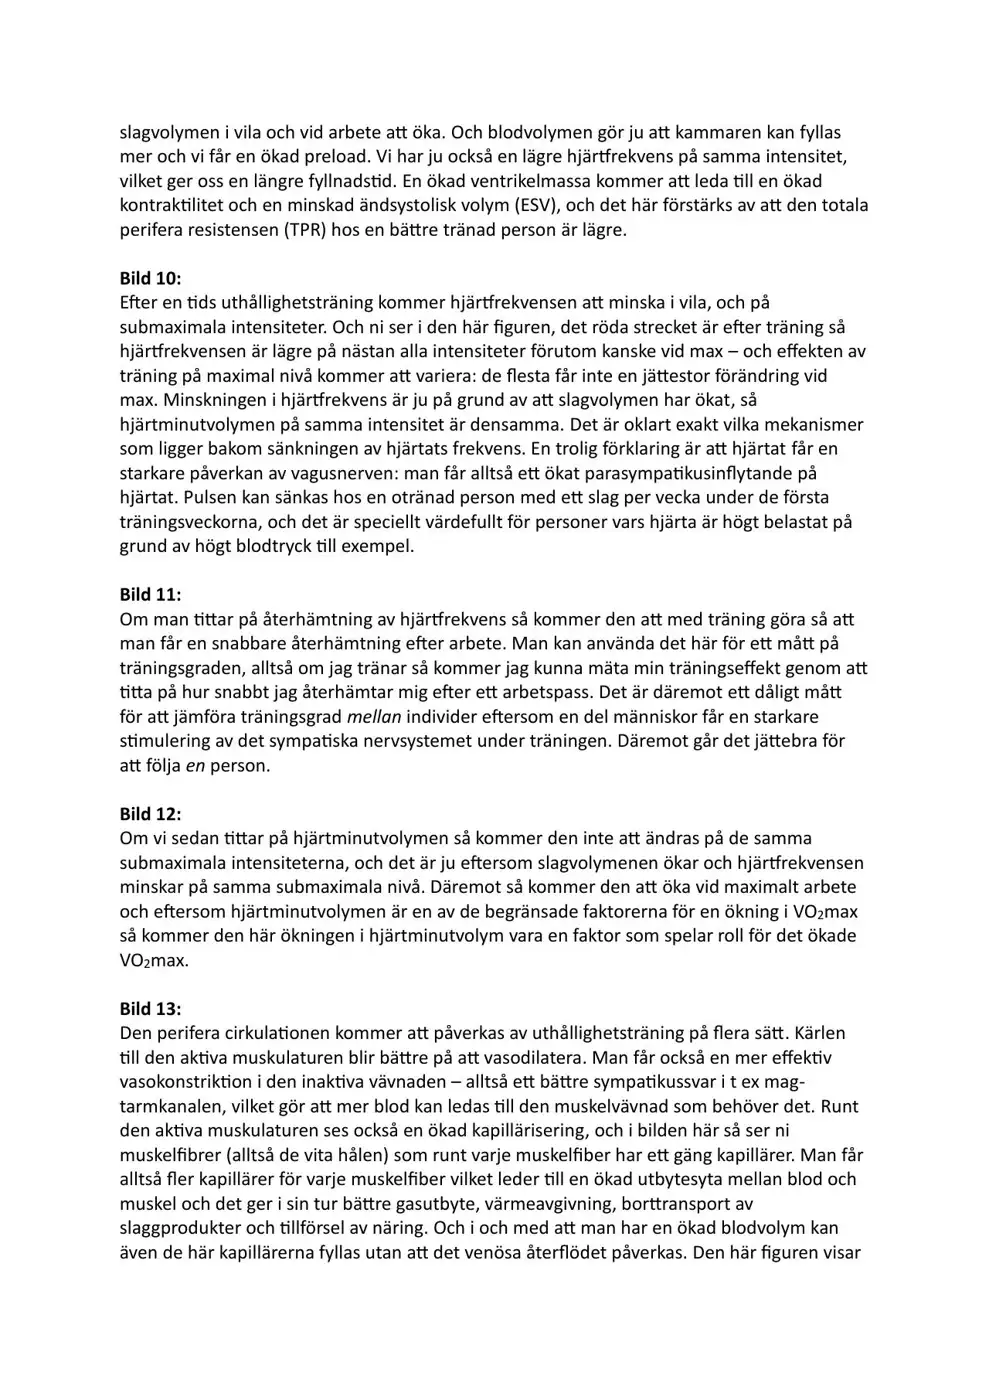 slagvolymen i vila och vid arbete att öka. Och blodvolymen gör ju att kammaren kan fyllas
mer och vi får en ökad preload. Vi har ju också en lägre hjärtfrekvens på samma intensitet,
vilket ger oss en längre fyllnadstid. En ökad ventrikelmassa kommer att leda till en ökad
kontraktilitet och en minskad ändsystolisk volym (ESV), och det här förstärks av att den totala
perifera resistensen (TPR) hos en bättre tränad person är lägre.

Bild 10:
Efter en tids uthållighetsträning kommer hjärtfrekvensen att minska i vila, och på
submaximala intensiteter. Och ni ser i den här figuren, det röda strecket är efter träning så
hjärtfrekvensen är lägre på nästan alla intensiteter förutom kanske vid max – och effekten av
träning på maximal nivå kommer att variera: de flesta får inte en jättestor förändring vid
max. Minskningen i hjärtfrekvens är ju på grund av att slagvolymen har ökat, så
hjärtminutvolymen på samma intensitet är densamma. Det är oklart exakt vilka mekanismer
som ligger bakom sänkningen av hjärtats frekvens. En trolig förklaring är att hjärtat får en
starkare påverkan av vagusnerven: man får alltså ett ökat parasympatikusinflytande på
hjärtat. Pulsen kan sänkas hos en otränad person med ett slag per vecka under de första
träningsveckorna, och det är speciellt värdefullt för personer vars hjärta är högt belastat på
grund av högt blodtryck till exempel.

Bild 11:
Om man tittar på återhämtning av hjärtfrekvens så kommer den att med träning göra så att
man får en snabbare återhämtning efter arbete. Man kan använda det här för ett mått på
träningsgraden, alltså om jag tränar så kommer jag kunna mäta min träningseffekt genom att
titta på hur snabbt jag återhämtar mig efter ett arbetspass. Det är däremot ett dåligt mått
för att jämföra träningsgrad mellan individer eftersom en del människor får en starkare
stimulering av det sympatiska nervsystemet under träningen. Däremot går det jättebra för
att följa en person.

Bild 12:
Om vi sedan tittar på hjärtminutvolymen så kommer den inte att ändras på de samma
submaximala intensiteterna, och det är ju eftersom slagvolymenen ökar och hjärtfrekvensen
minskar på samma submaximala nivå. Däremot så kommer den att öka vid maximalt arbete
och eftersom hjärtminutvolymen är en av de begränsade faktorerna för en ökning i VO₂max
så kommer den här ökningen i hjärtminutvolym vara en faktor som spelar roll för det ökade
VO₂max.

Bild 13:
Den perifera cirkulationen kommer att påverkas av uthållighetsträning på flera sätt. Kärlen
till den aktiva muskulaturen blir bättre på att vasodilatera. Man får också en mer effektiv
vasokonstriktion i den inaktiva vävnaden – alltså ett bättre sympatikussvar i t ex mag-
tarmkanalen, vilket gör att mer blod kan ledas till den muskelvävnad som behöver det. Runt
den aktiva muskulaturen ses också en ökad kapillärisering, och i bilden här så ser ni
muskelfibrer (alltså de vita hålen) som runt varje muskelfiber har ett gäng kapillärer. Man får
alltså fler kapillärer för varje muskelfiber vilket leder till en ökad utbytesyta mellan blod och
muskel och det ger i sin tur bättre gasutbyte, värmeavgivning, borttransport av
slaggprodukter och tillförsel av näring. Och i och med att man har en ökad blodvolym kan
även de här kapillärerna fyllas utan att det venösa återflödet påverkas. Den här figuren visar